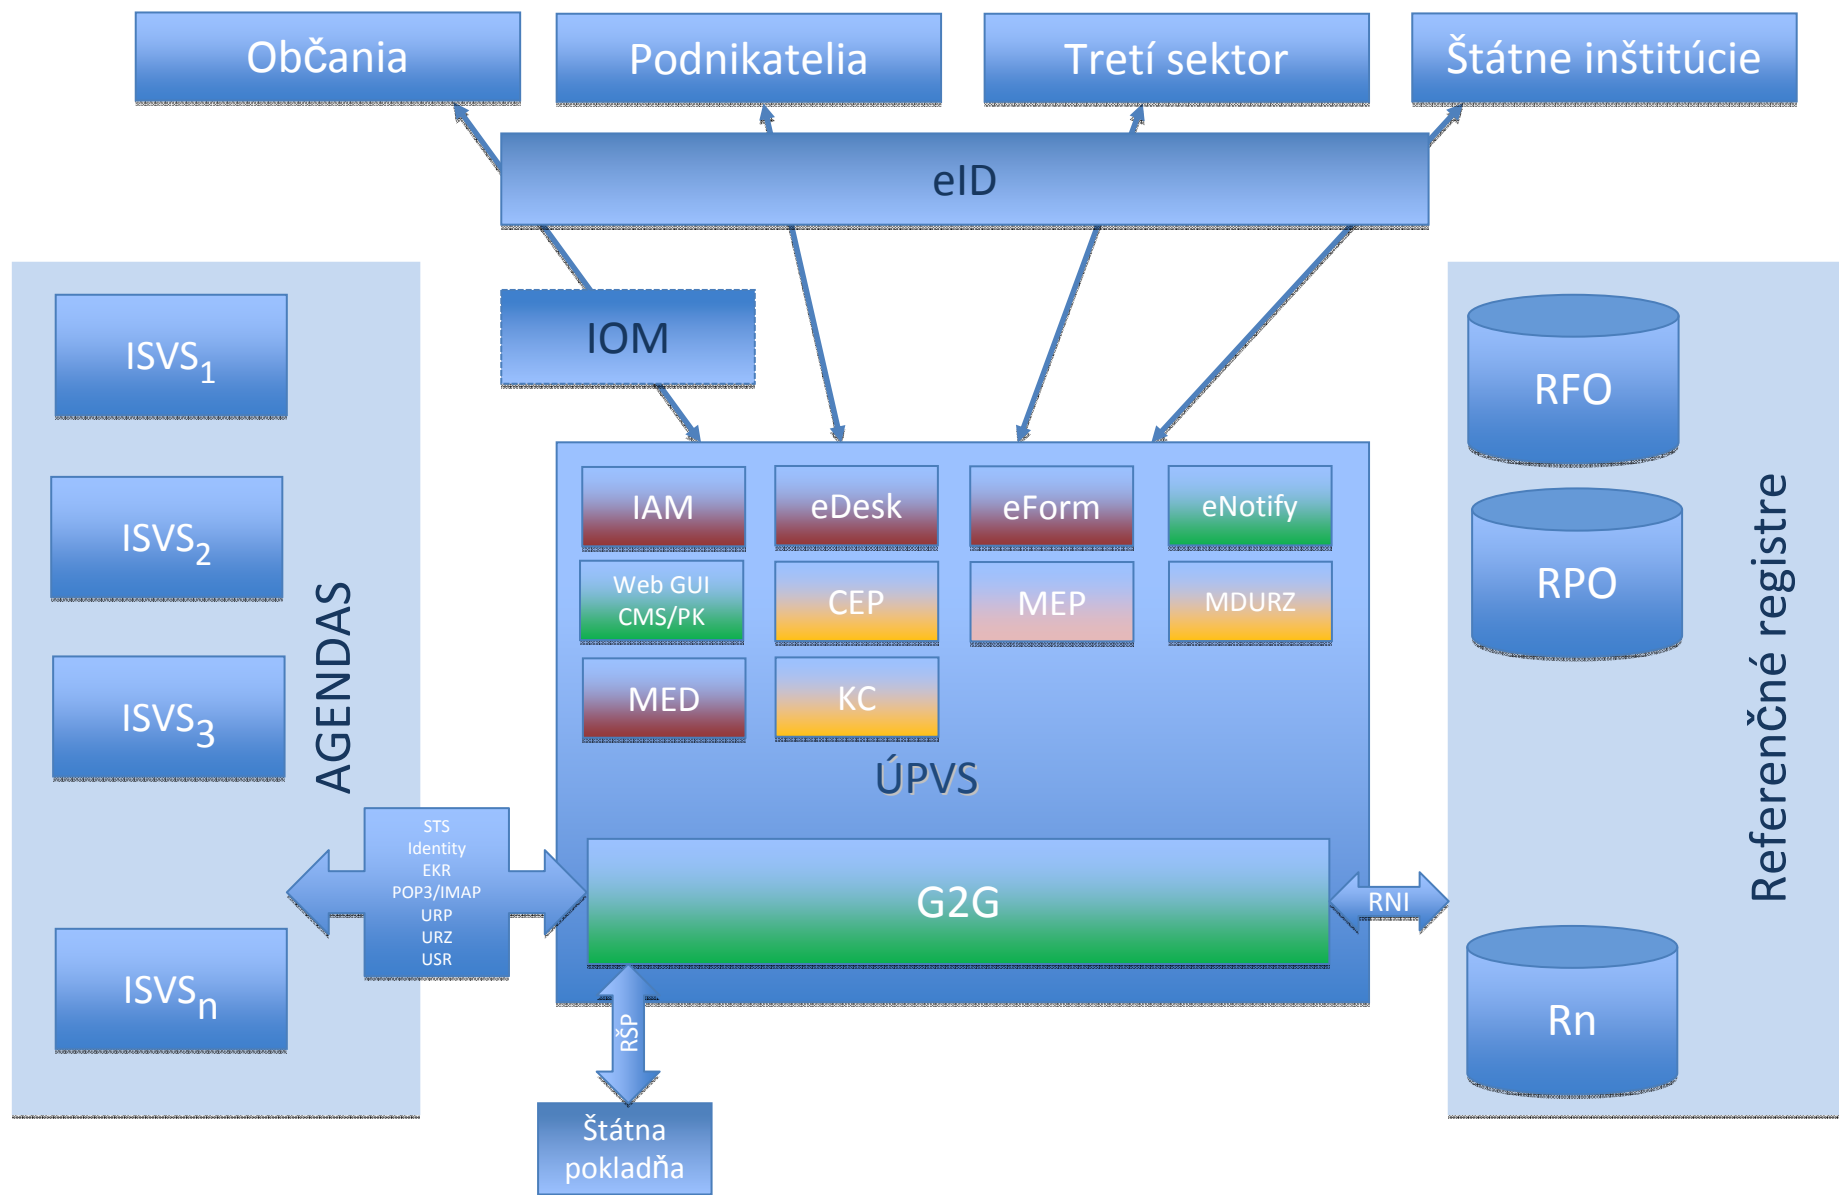 Občania
Podnikatelia
Tretí sektor
Štátne inštitúcie
eID
IOM
ISVS1
ISVS2
ISVS3
ISVSn
AGENDAS
STS
Identity
EKR
POP3/IMAP
URP
URZ
USR
IAM
eDesk
eForm
eNotify
Web GUI
CMS/PK
CEP
MEP
MDURZ
MED
KC
ÚPVS
G2G
RNI
RŠP
Štátna
pokladňa
RFO
RPO
Rn
Referenčné registre